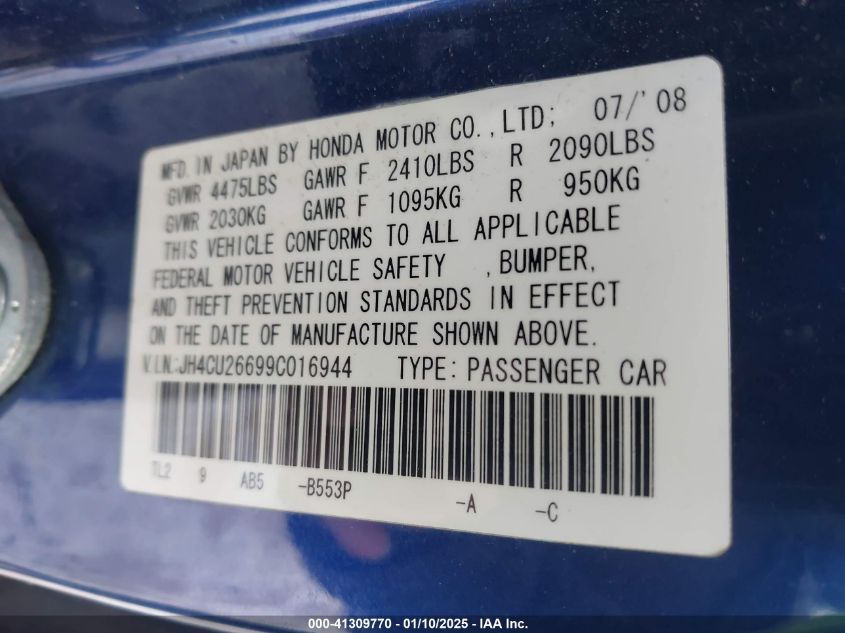 MFD. IN JAPAN BY HONDA MOTOR CO.,LTD; 07/'08
GVWR 4475LBS GAWR F 2410LBS R 2090LBS
GVWR 2030KG GAWR F 1095KG R 950KG
THIS VEHICLE CONFORMS TO ALL APPLICABLE
FEDERAL MOTOR VEHICLE SAFETY , BUMPER,
AND THEFT PREVENTION STANDARDS IN EFFECT
ON THE DATE OF MANUFACTURE SHOWN ABOVE.
V.I.N.:JH4CU26699C016944 TYPE: PASSENGER CAR
TL2 9 AB5 -B553P -A -C
000-41309770 — 01/10/2025 - IAA Inc.